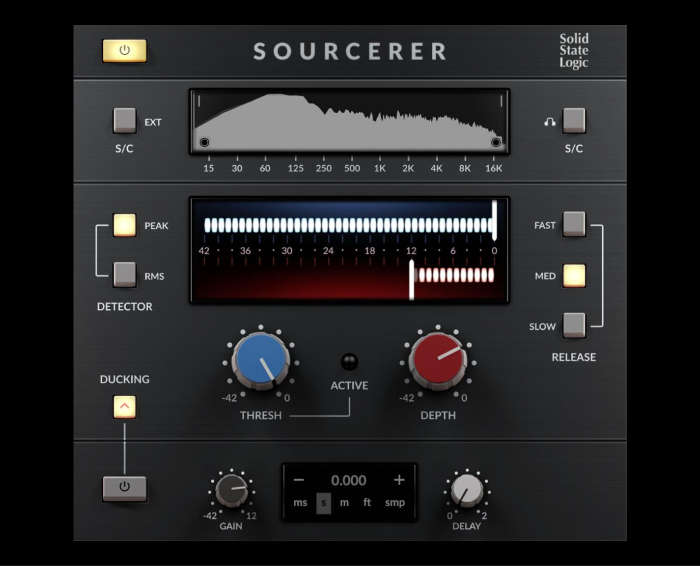 SOURCERER
Solid
State
Logic
EXT
S/C
S/C
15 30 60 125 250 500 1K 2K 4K 8K 16K
PEAK
RMS
DETECTOR
42 36 30 24 18 12 6 0
FAST
MED
SLOW
RELEASE
-42 0
THRESH
ACTIVE
-42 0
DEPTH
DUCKING
-42 12
GAIN
− 0.000 +
ms s m ft smp
0 2
DELAY